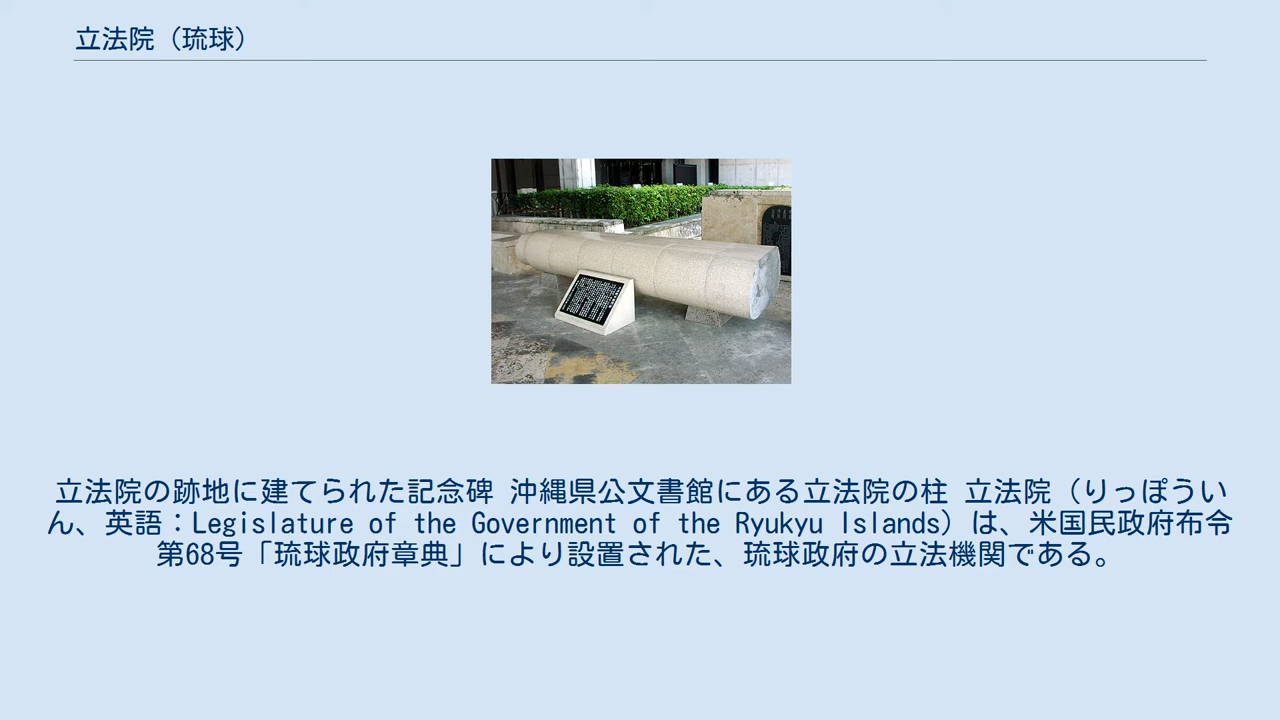 立法院（琉球）
立法院の跡地に建てられた記念碑 沖縄県公文書館にある立法院の柱 立法院（りっぽうい
ん、英語：Legislature of the Government of the Ryukyu Islands）は、米国民政府布令
第68号「琉球政府章典」により設置された、琉球政府の立法機関である。